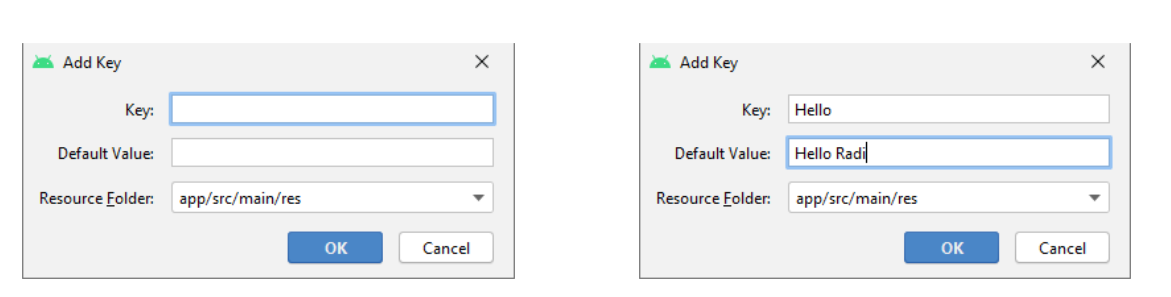 Add Key
Key:
Default Value:
Resource Folder: app/src/main/res
OK Cancel
Add Key
Key: Hello
Default Value: Hello Radi
Resource Folder: app/src/main/res
OK Cancel